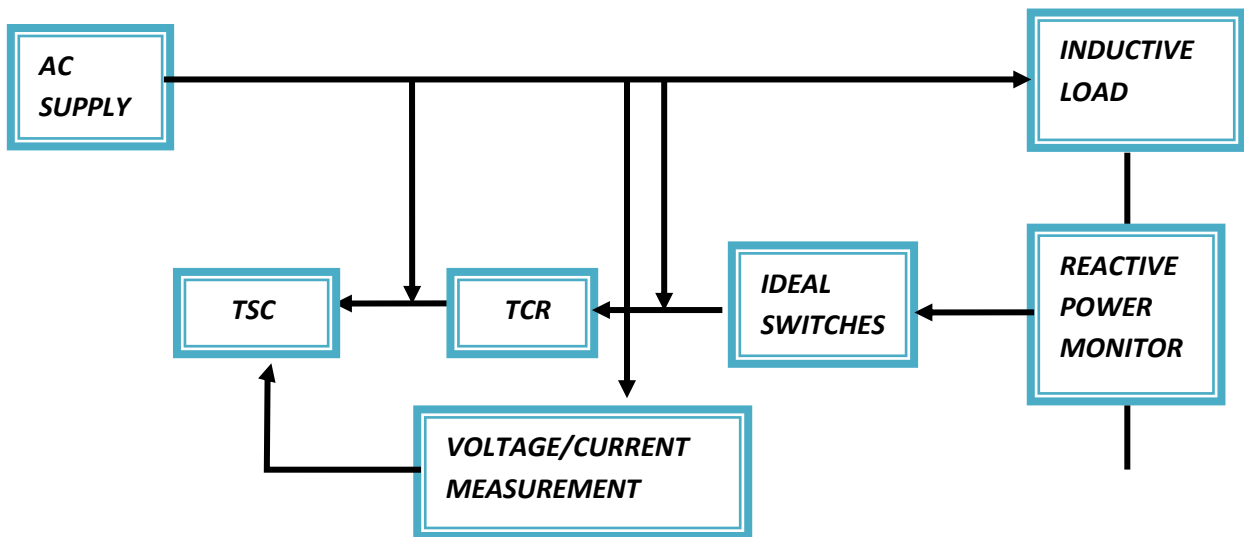 AC
SUPPLY
INDUCTIVE
LOAD
TSC
TCR
IDEAL
SWITCHES
REACTIVE
POWER
MONITOR
VOLTAGE/CURRENT
MEASUREMENT